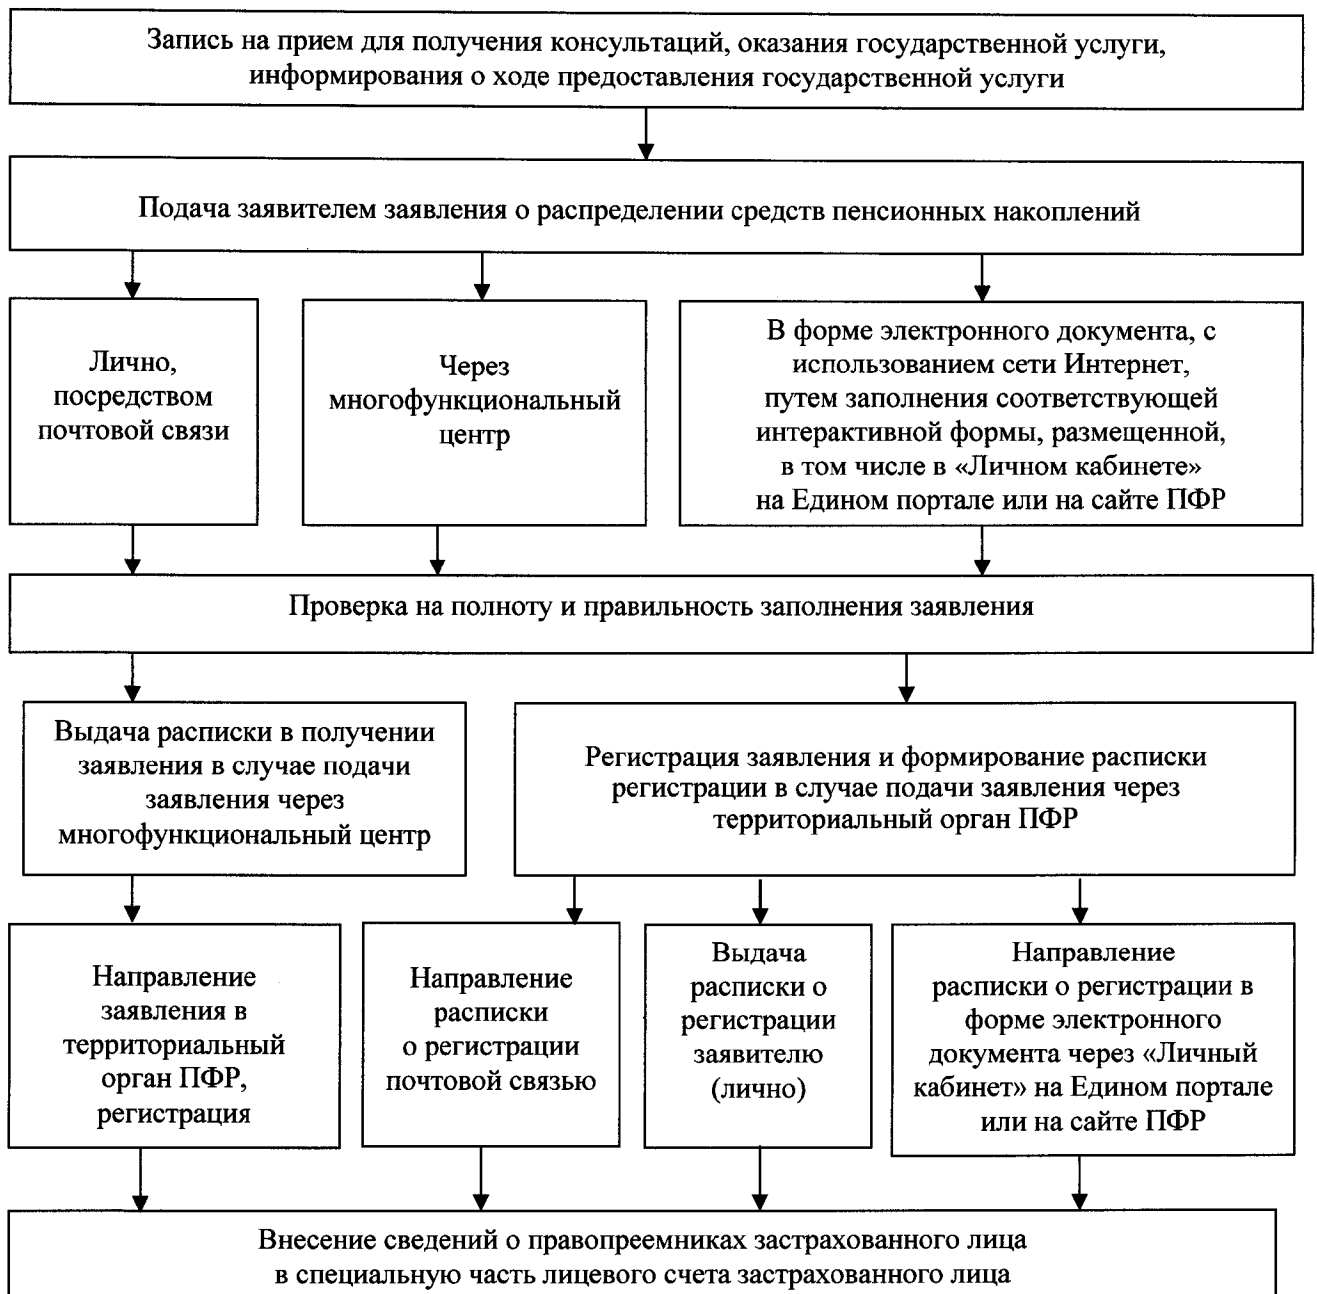 Запись на прием для получения консультаций, оказания государственной услуги,
информирования о ходе предоставления государственной услуги
Подача заявителем заявления о распределении средств пенсионных накоплений
Лично,
посредством
почтовой связи
Через
многофункциональный
центр
В форме электронного документа, с
использованием сети Интернет,
путем заполнения соответствующей
интерактивной формы, размещенной,
в том числе в «Личном кабинете»
на Едином портале или на сайте ПФР
Проверка на полноту и правильность заполнения заявления
Выдача расписки в получении
заявления в случае подачи
заявления через
многофункциональный центр
Регистрация заявления и формирование расписки
регистрации в случае подачи заявления через
территориальный орган ПФР
Направление
заявления в
территориальный
орган ПФР,
регистрация
Направление
расписки
о регистрации
почтовой связью
Выдача
расписки о
регистрации
заявителю
(лично)
Направление
расписки о регистрации в
форме электронного
документа через «Личный
кабинет» на Едином портале
или на сайте ПФР
Внесение сведений о правопреемниках застрахованного лица
в специальную часть лицевого счета застрахованного лица